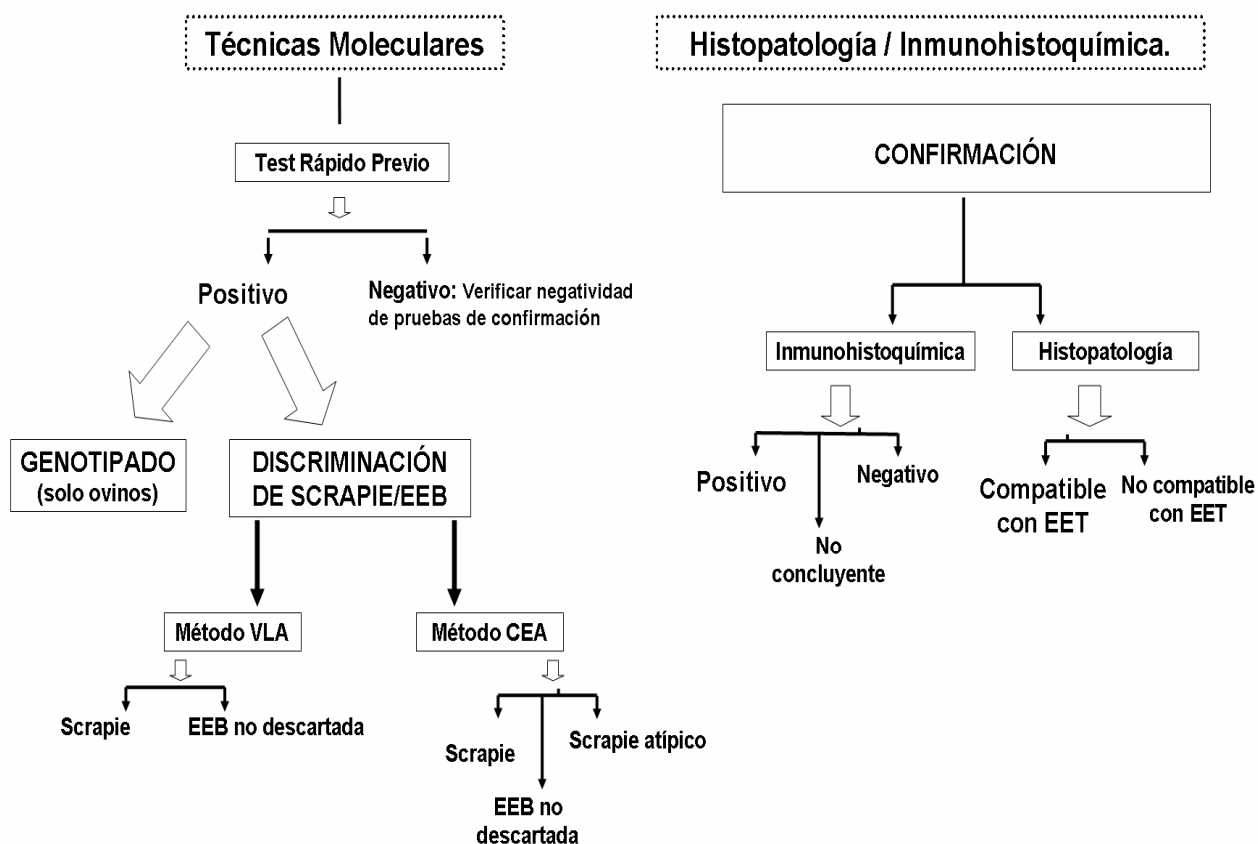 Técnicas Moleculares
Test Rápido Previo
Positivo
Negativo: Verificar negatividad
de pruebas de confirmación
GENOTIPADO
(solo ovinos)
DISCRIMINACIÓN
DE SCRAPIE/EEB
Método VLA
Método CEA
Scrapie
EEB no descartada
Scrapie
Scrapie atípico
EEB no
descartada
Histopatología / Inmunohistoquímica.
CONFIRMACIÓN
Inmunohistoquímica
Histopatología
Positivo
Negativo
No
concluyente
Compatible
con EET
No compatible
con EET